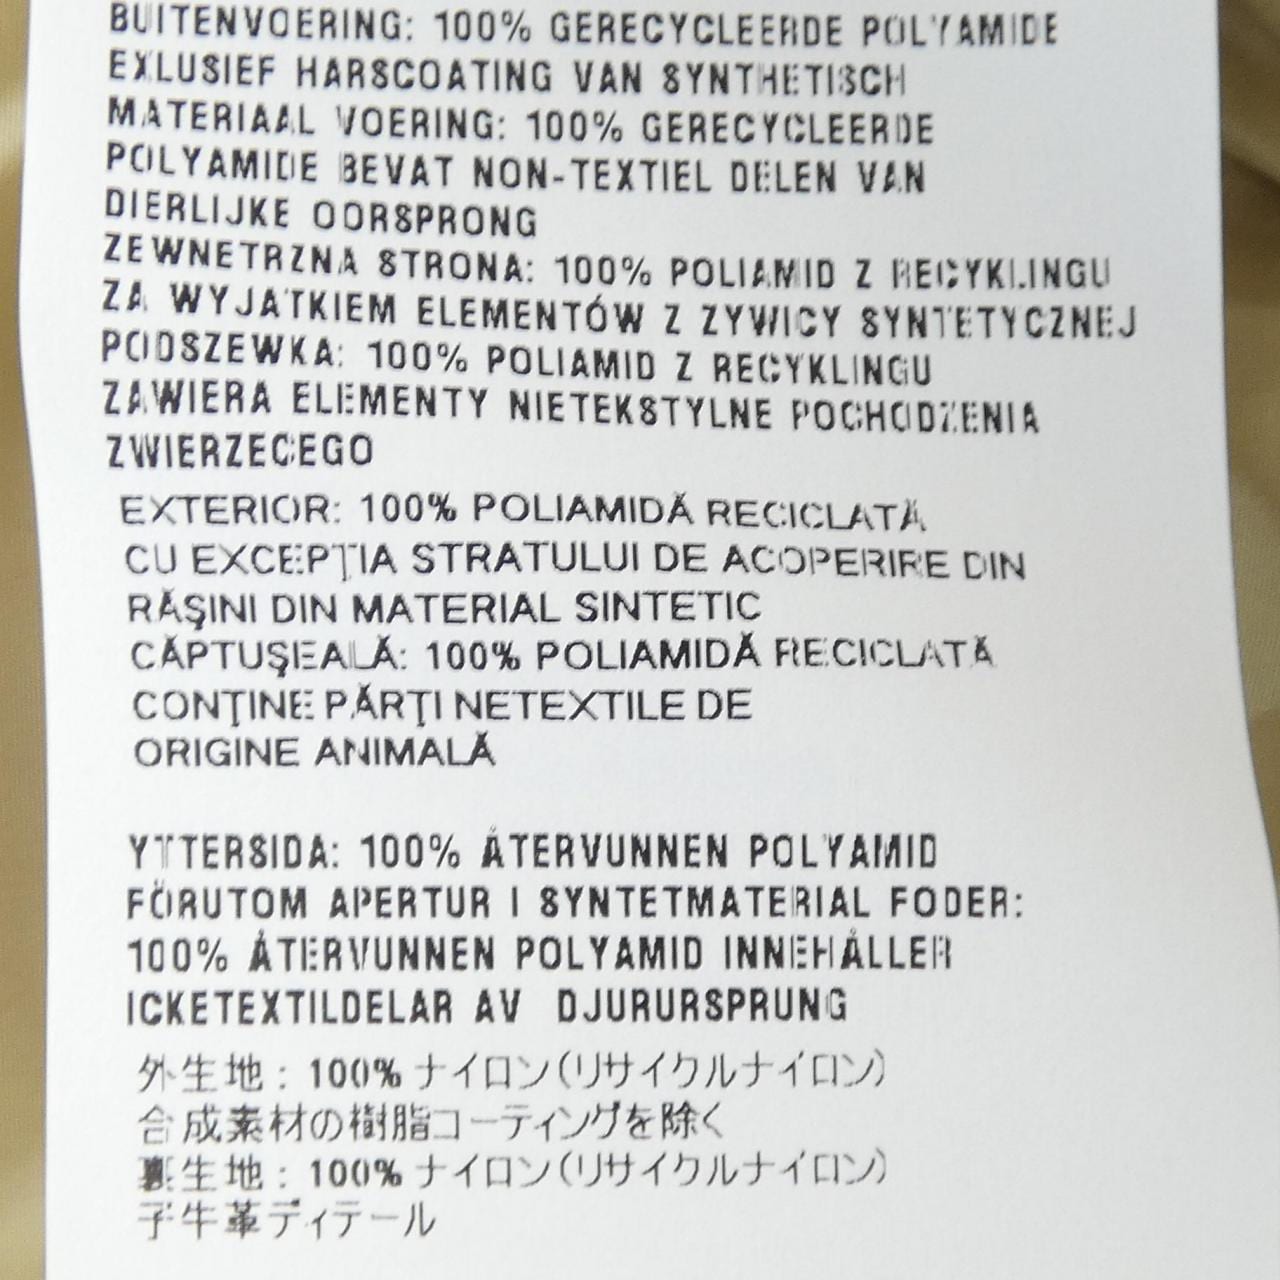 BUITENVOERING: 100% GERECYCLEERDE POLYAMIDE
EXLUSIEF HARSCOATING VAN SYNTHETISCH
MATERIAAL VOERING: 100% GERECYCLEERDE
POLYAMIDE BEVAT NON-TEXTIEL DELEN VAN
DIERLIJKE OORSPRONG
ZEWNETRZNA STRONA: 100% POLIAMID Z RECYKLINGU
ZA WYJATKIEM ELEMENTÓW Z ZYWICY SYNTETYCZNEJ
PODSZEWKA: 100% POLIAMID Z RECYKLINGU
ZAWIERA ELEMENTY NIETEKSTYLNE POCHODZENIA
ZWIERZECEGO
EXTERIOR: 100% POLIAMIDĂ RECICLATĂ
CU EXCEPŢIA STRATULUI DE ACOPERIRE DIN
RĂŞINI DIN MATERIAL SINTETIC
CĂPTUŞEALĂ: 100% POLIAMIDĂ RECICLATĂ
CONŢINE PĂRŢI NETEXTILE DE
ORIGINE ANIMALĂ
YTTERSIDA: 100% ÅTERVUNNEN POLYAMID
FÖRUTOM APERTUR I SYNTETMATERIAL FODER:
100% ÅTERVUNNEN POLYAMID INNEHÅLLER
ICKETEXTILDELAR AV DJURURSPRUNG
外生地：100% ナイロン(リサイクルナイロン)
合成素材の樹脂コーティングを除く
裏生地：100% ナイロン(リサイクルナイロン)
子牛革ディテール